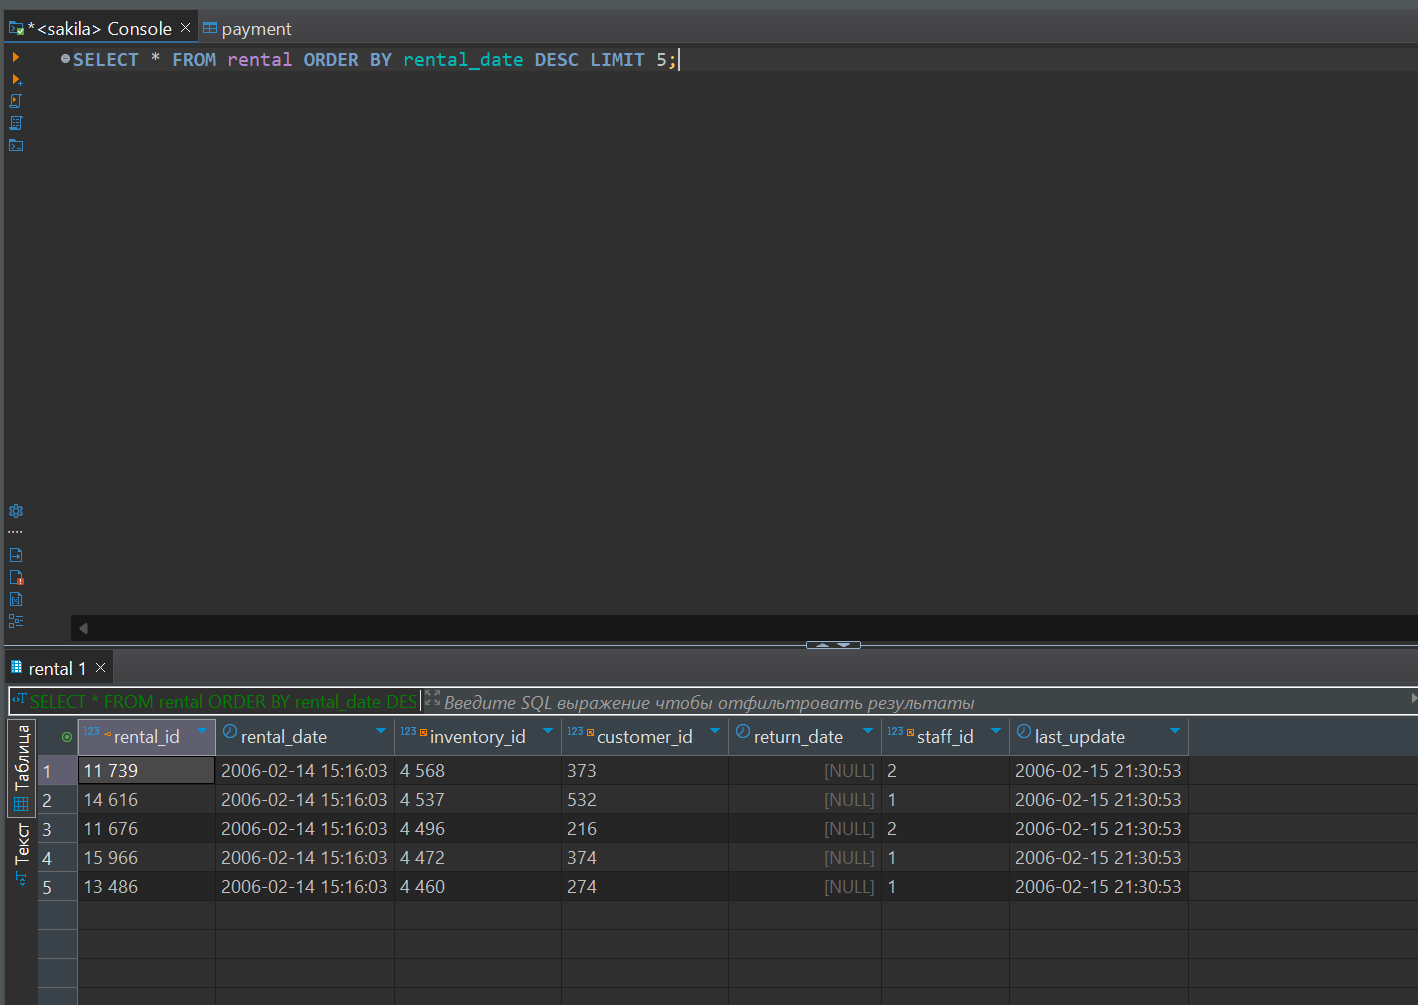 *<sakila> Console payment
SELECT * FROM rental ORDER BY rental_date DESC LIMIT 5;
rental 1
SELECT * FROM rental ORDER BY rental_date DES Введите SQL выражение чтобы отфильтровать результаты
Таблица
Текст
123 rental_id rental_date 123 inventory_id 123 customer_id return_date 123 staff_id last_update
1 11 739 2006-02-14 15:16:03 4 568 373 [NULL] 2 2006-02-15 21:30:53
2 14 616 2006-02-14 15:16:03 4 537 532 [NULL] 1 2006-02-15 21:30:53
3 11 676 2006-02-14 15:16:03 4 496 216 [NULL] 2 2006-02-15 21:30:53
4 15 966 2006-02-14 15:16:03 4 472 374 [NULL] 1 2006-02-15 21:30:53
5 13 486 2006-02-14 15:16:03 4 460 274 [NULL] 1 2006-02-15 21:30:53